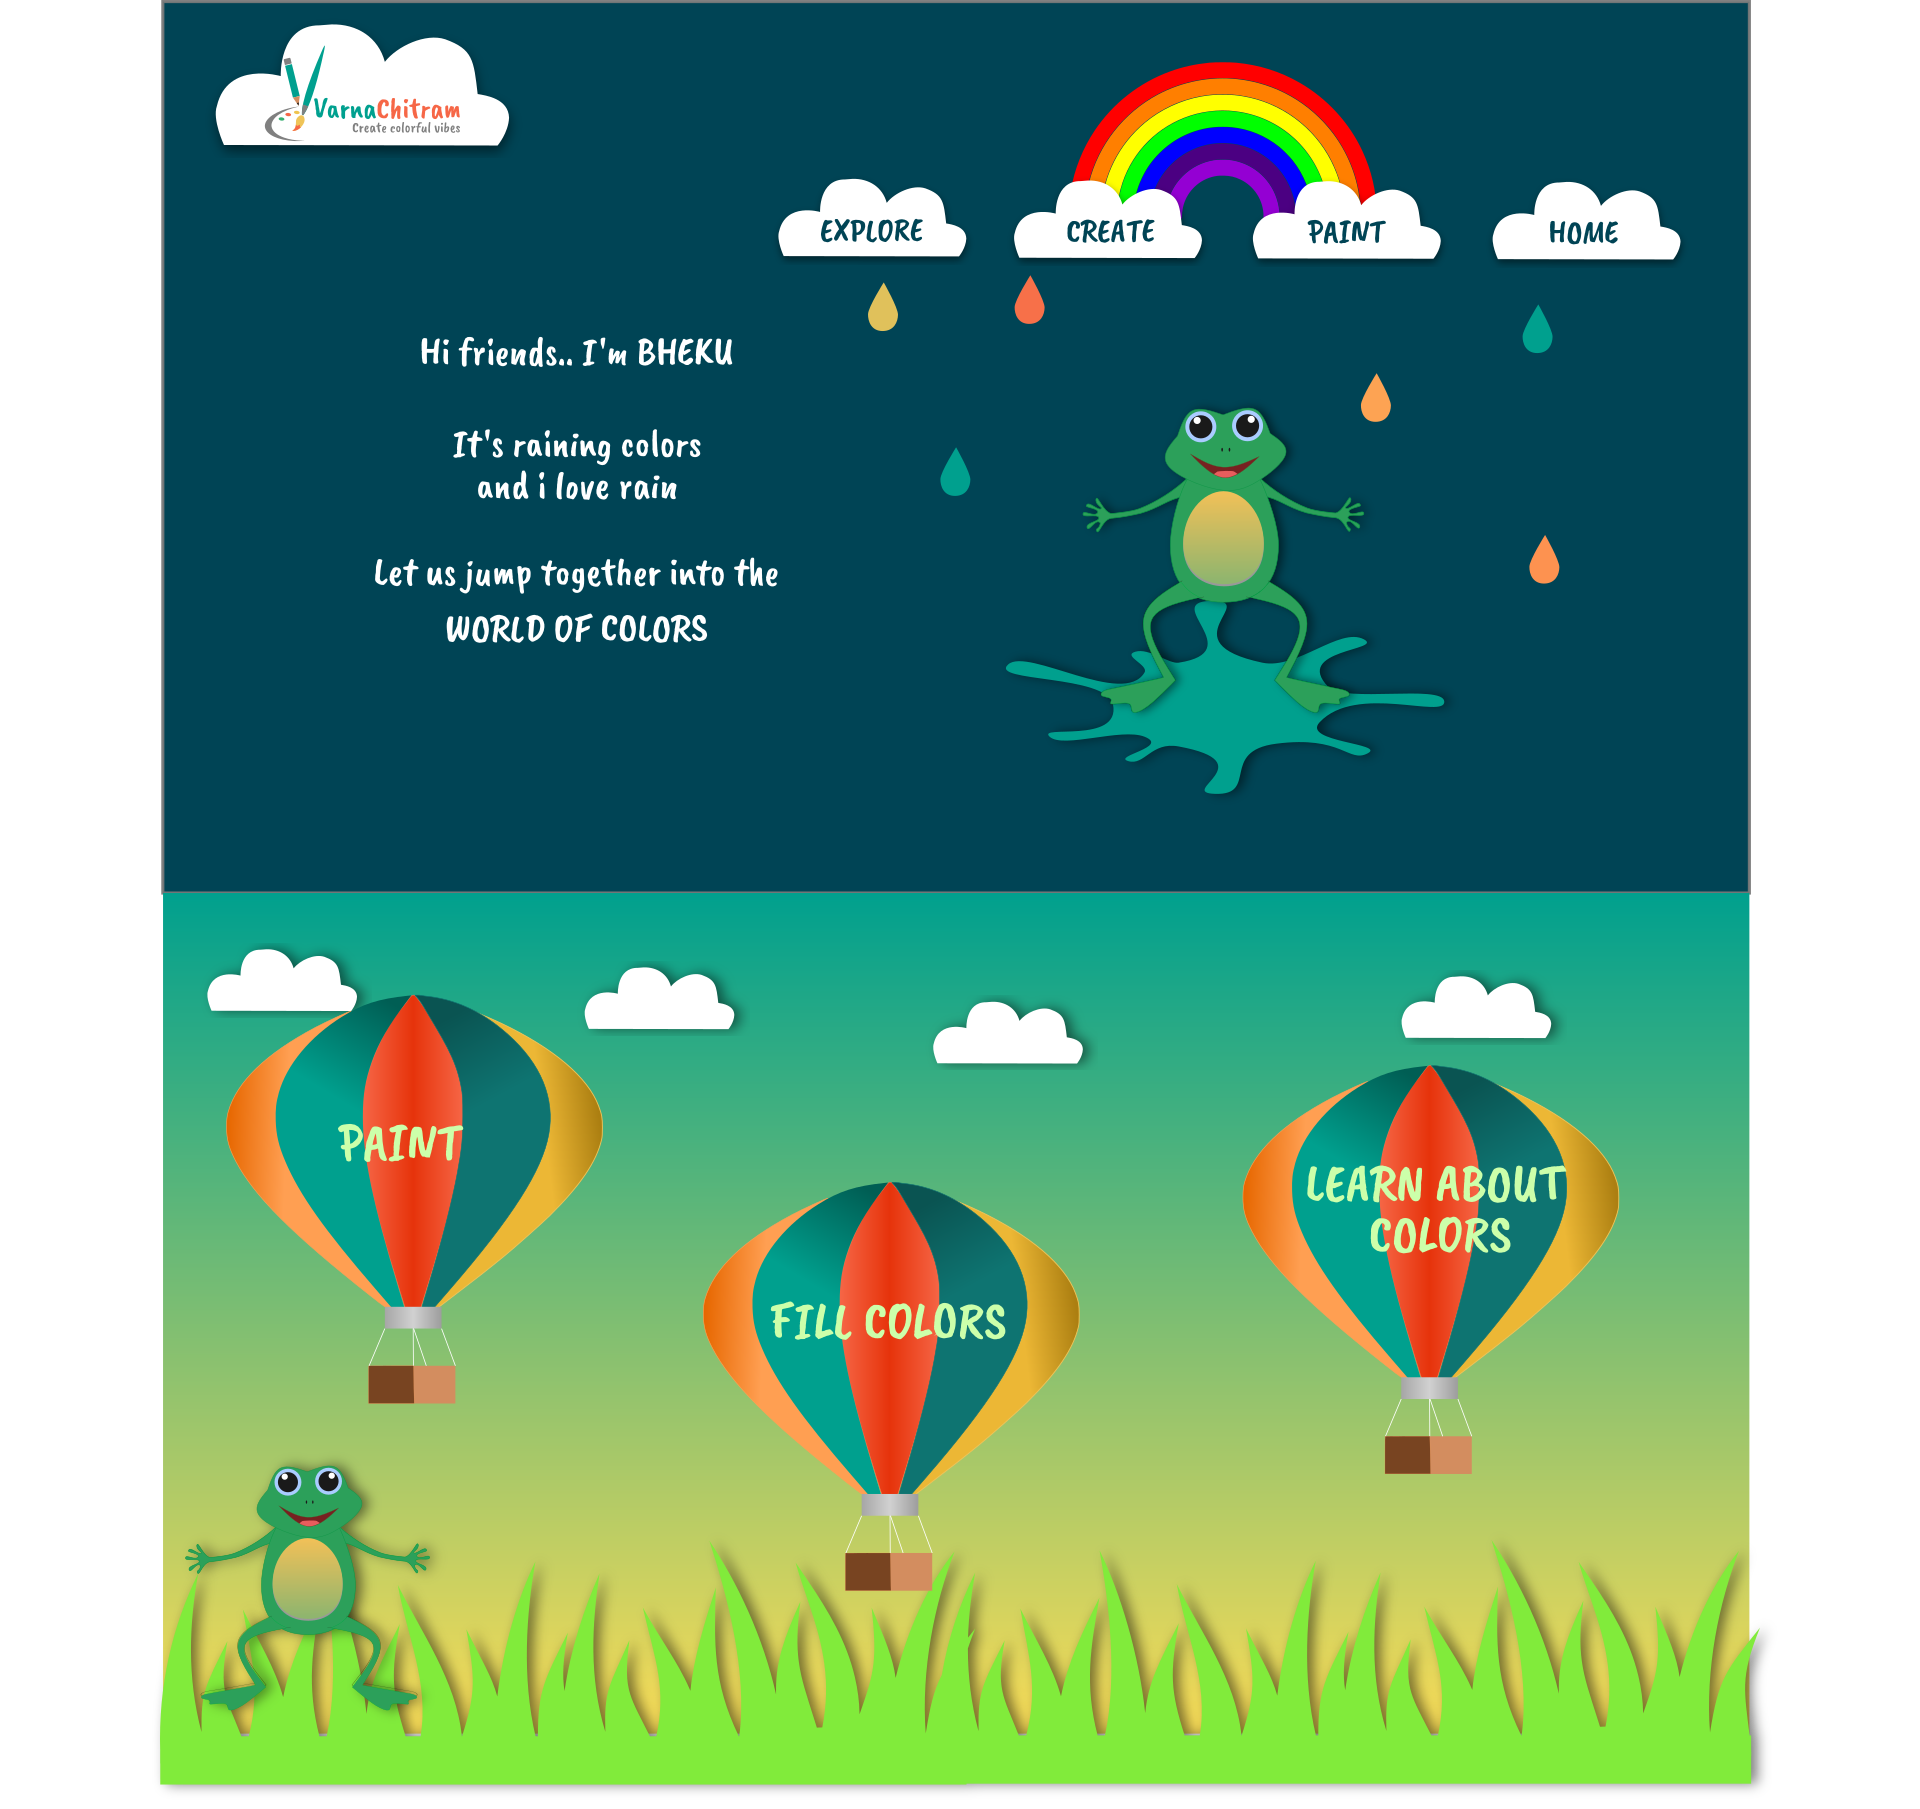 VarnaChitram
Create colorful vibes
EXPLORE
CREATE
PAINT
HOME
Hi friends.. I'm BHEKU
It's raining colors
and i love rain
Let us jump together into the
WORLD OF COLORS
PAINT
LEARN ABOUT
COLORS
FILL COLORS